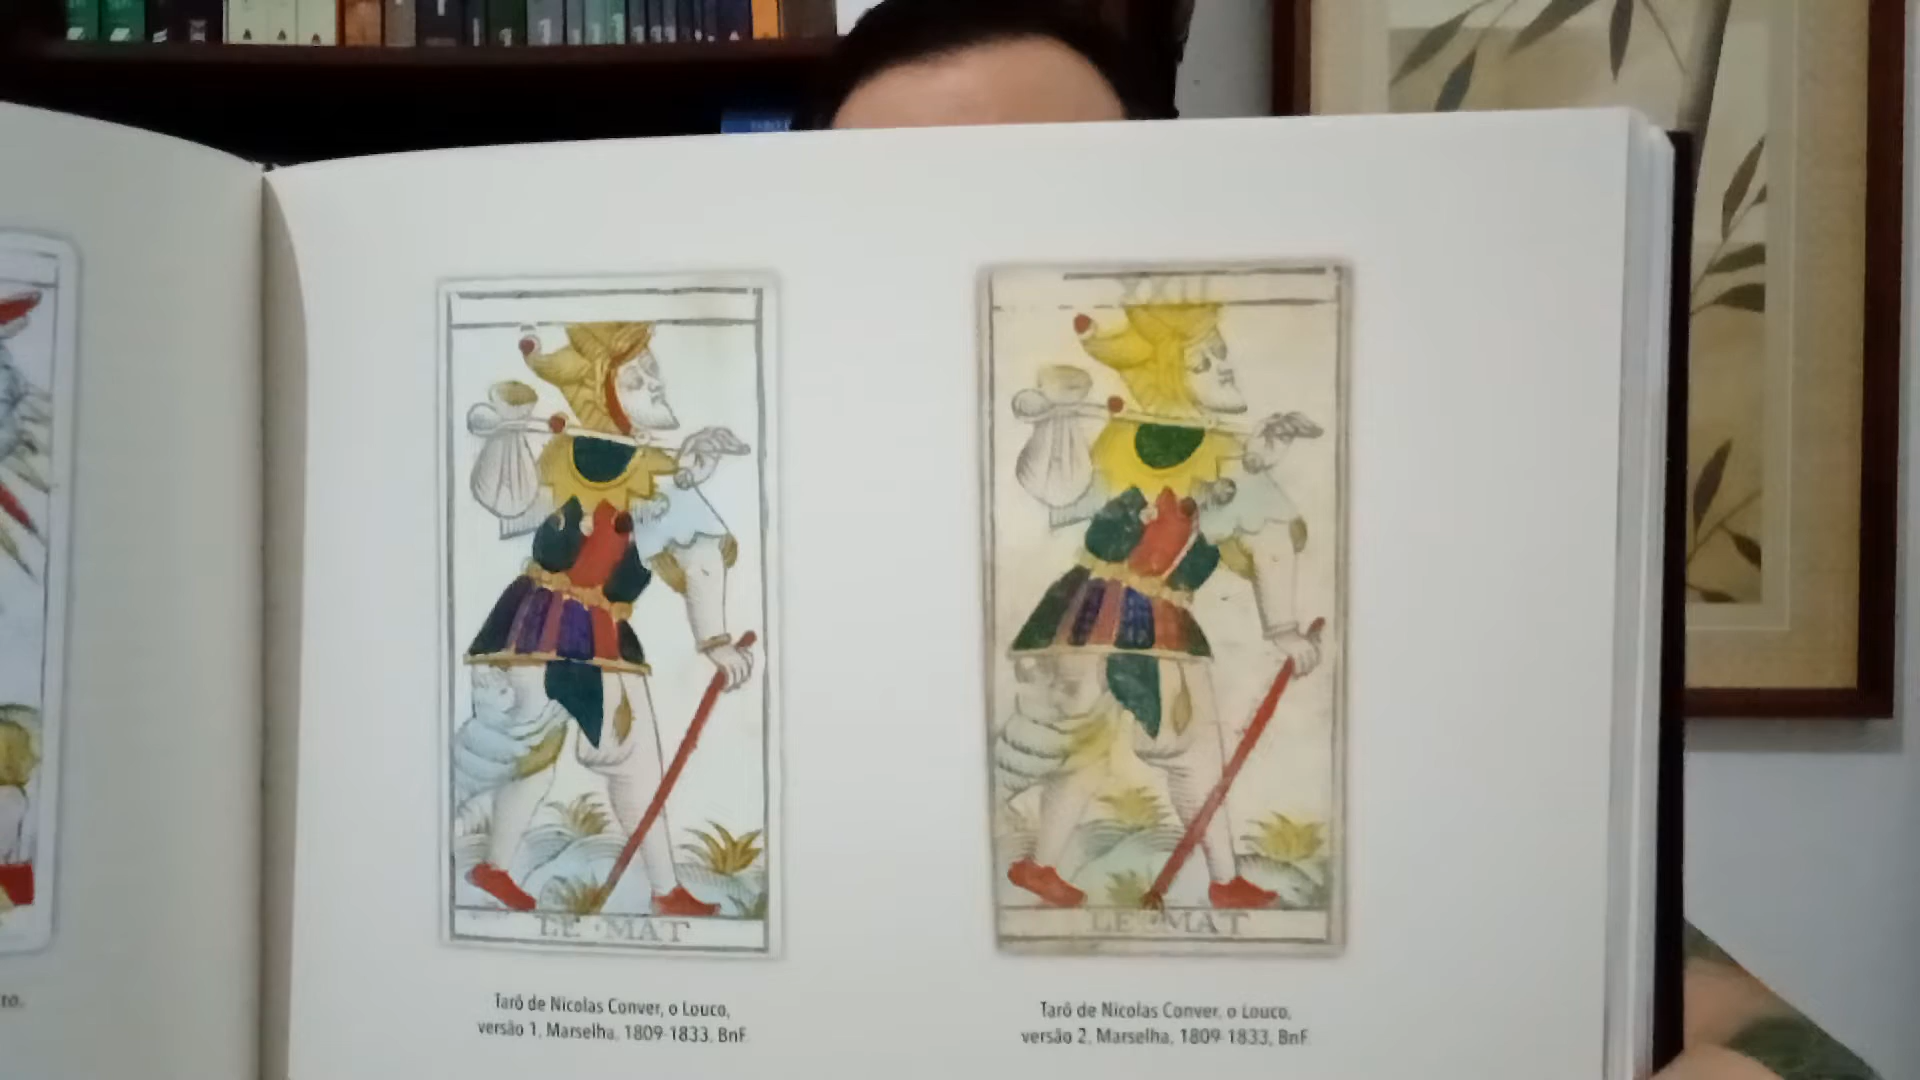 XXII
LE·MAT
LE·MAT
Tarô de Nicolas Conver, o Louco,
versão 1, Marselha, 1809-1833, BnF
Tarô de Nicolas Conver, o Louco,
versão 2, Marselha, 1809-1833, BnF